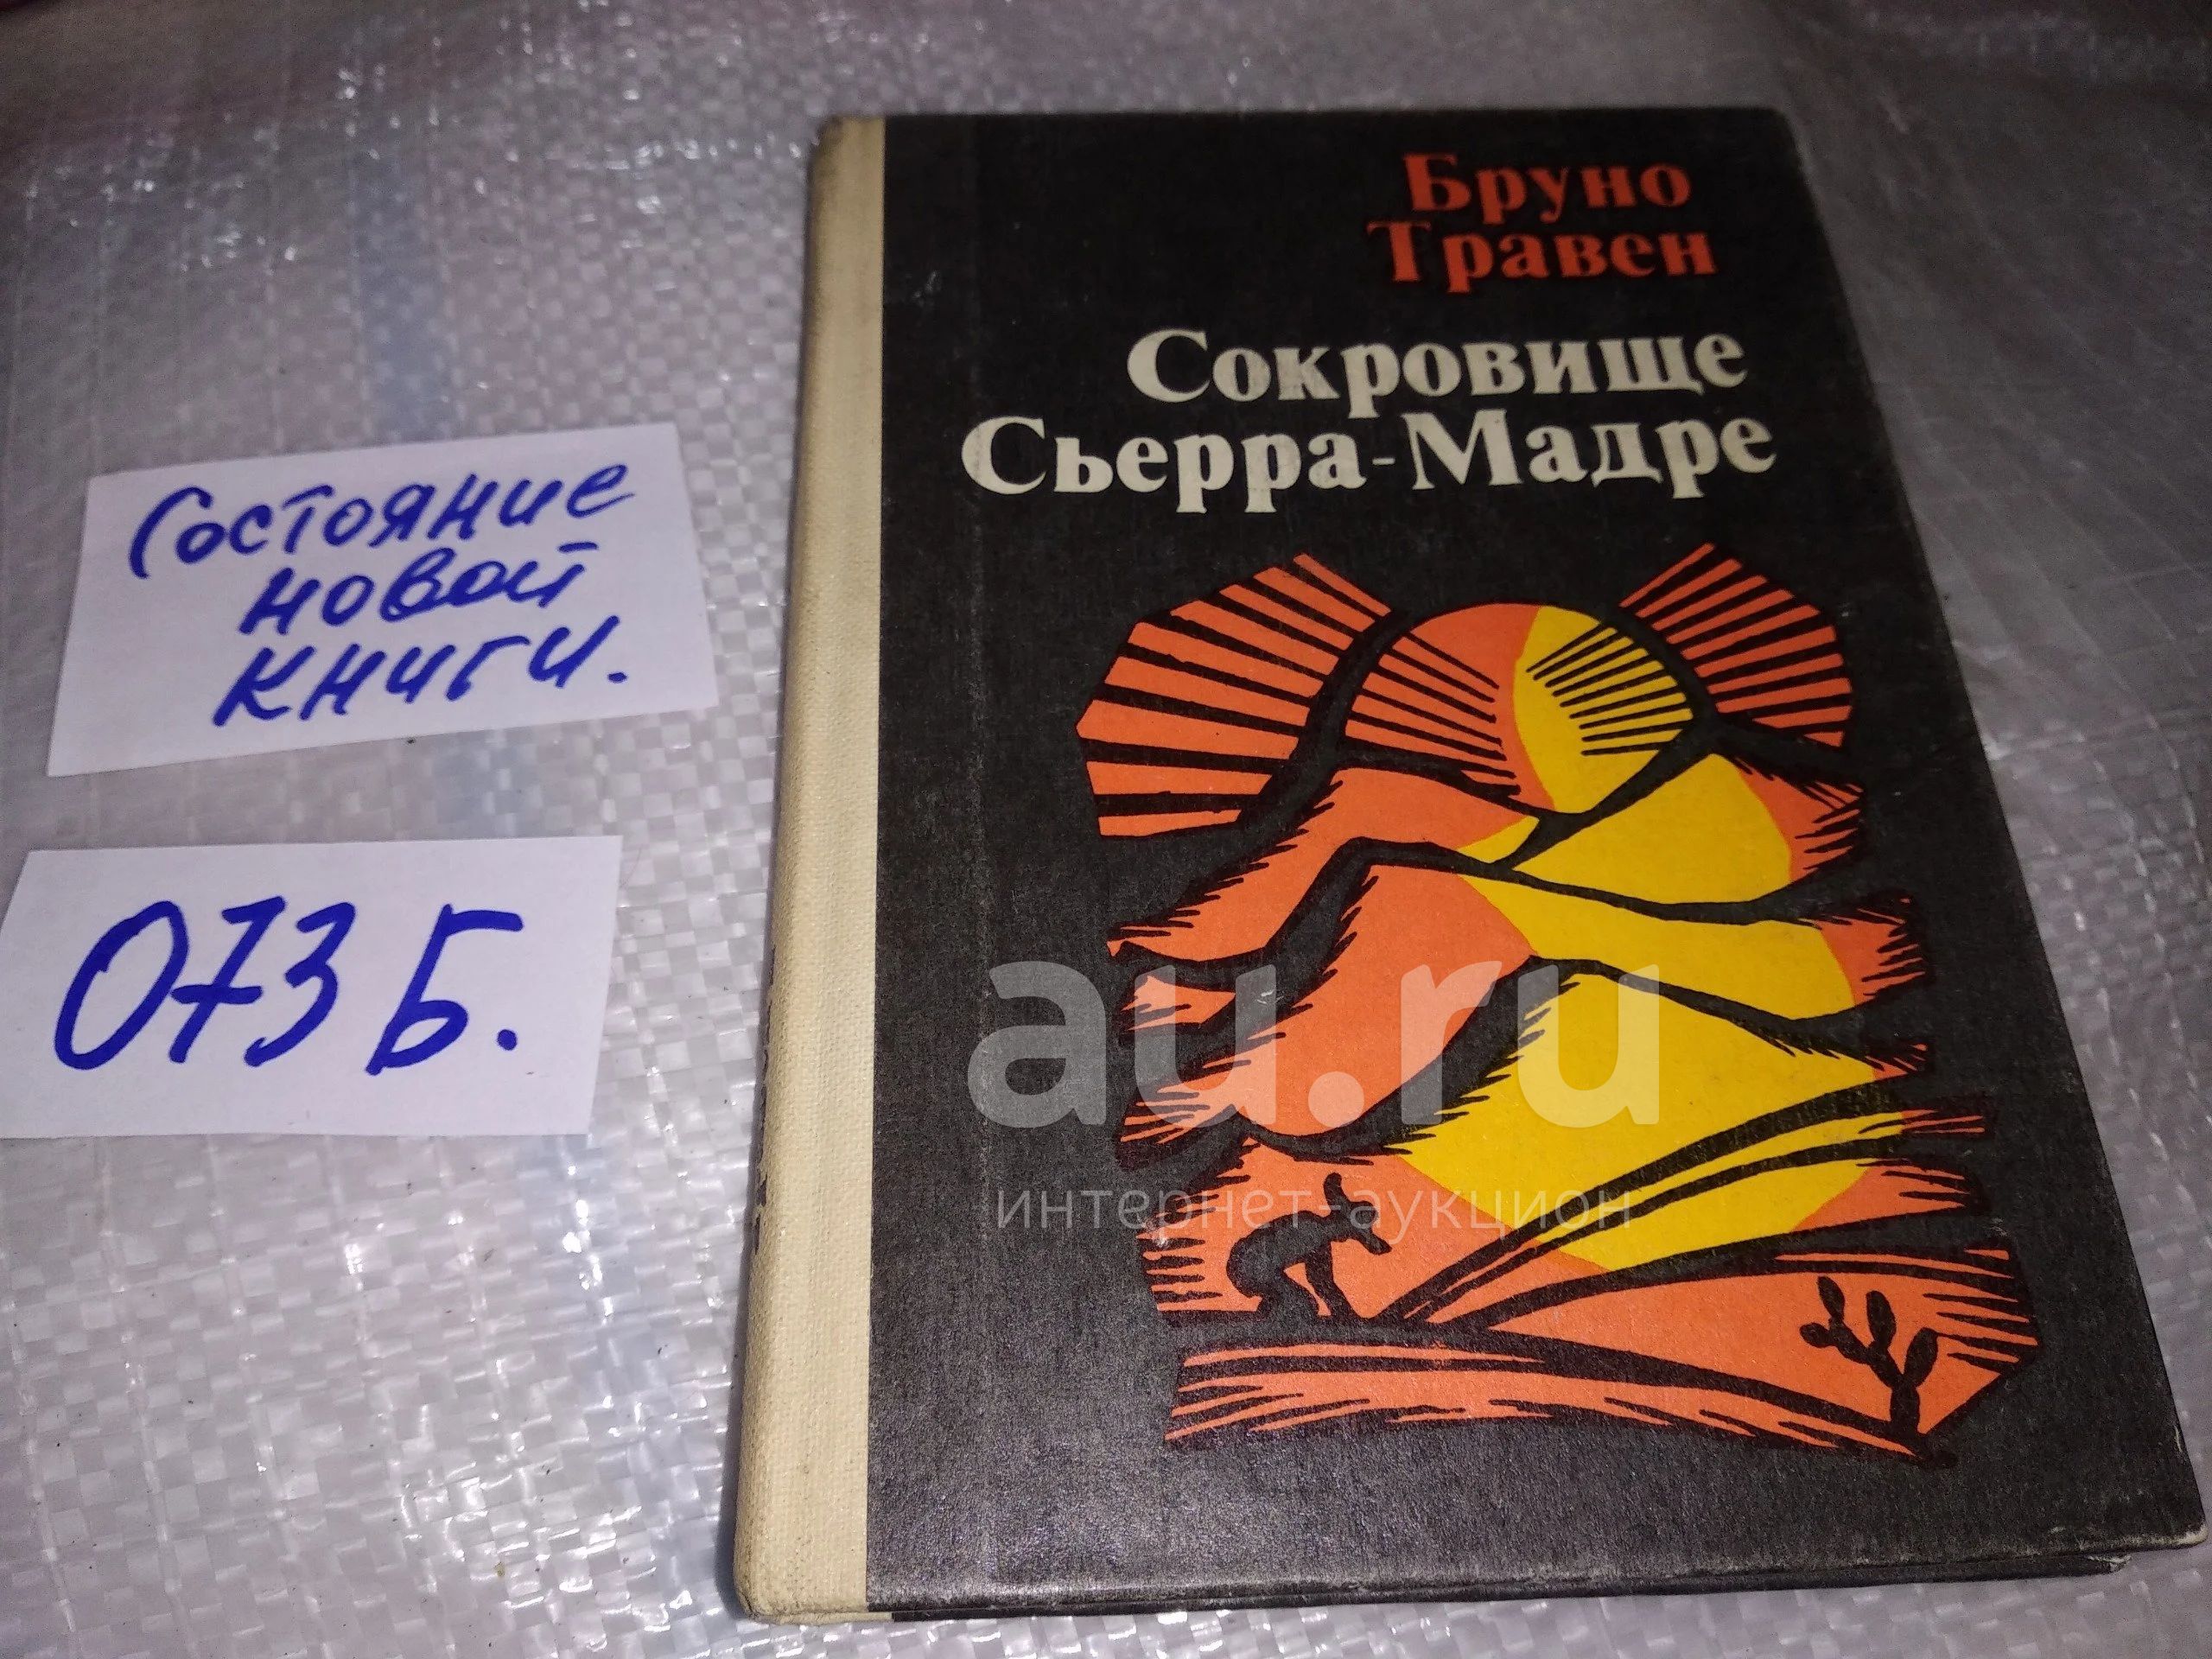 Бруно
Травен
Сокровище
Сьерра-Мадре
Состояние
новой
книги.
073 Б.
au.ru
интернет-аукцион